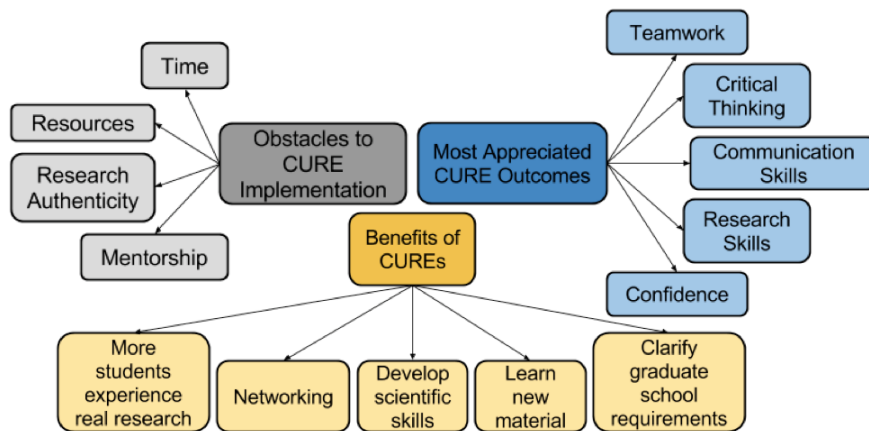 Time
Resources
Research
Authenticity
Mentorship
Obstacles to
CURE
Implementation
Most Appreciated
CURE Outcomes
Teamwork
Critical
Thinking
Communication
Skills
Research
Skills
Confidence
Benefits of
CUREs
More
students
experience
real research
Networking
Develop
scientific
skills
Learn
new
material
Clarify
graduate
school
requirements